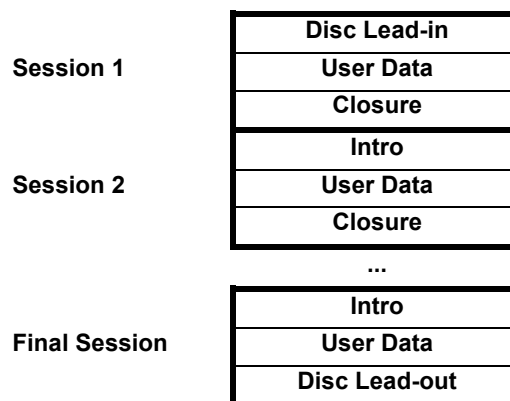 Disc Lead-in
Session 1 User Data
Closure
Intro
Session 2 User Data
Closure
...
Intro
Final Session User Data
Disc Lead-out